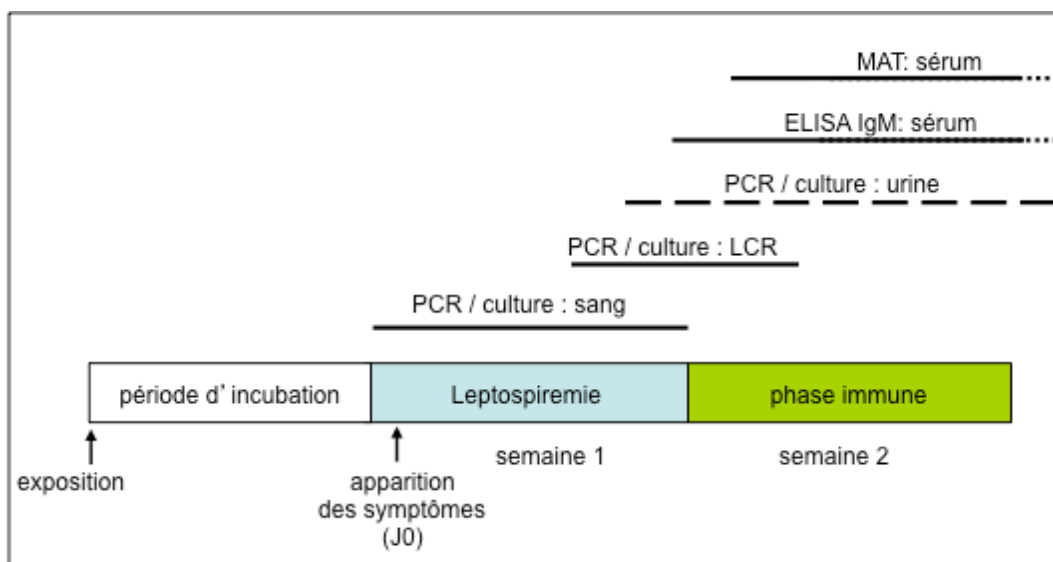 MAT: sérum
ELISA IgM: sérum
PCR / culture : urine
PCR / culture : LCR
PCR / culture : sang
période d' incubation
Leptospiremie
phase immune
semaine 1
semaine 2
exposition
apparition
des symptômes
(J0)